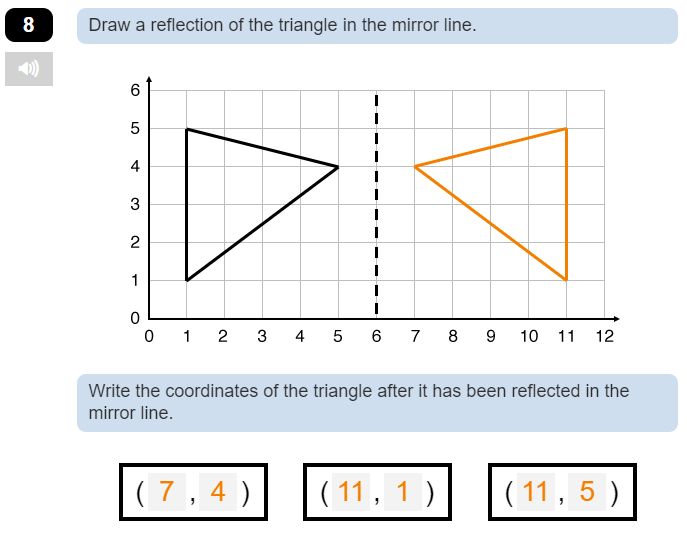 8
Draw a reflection of the triangle in the mirror line.
6
5
4
3
2
1
0
0 1 2 3 4 5 6 7 8 9 10 11 12
Write the coordinates of the triangle after it has been reflected in the
mirror line.
( 7 , 4 ) ( 11 , 1 ) ( 11 , 5 )